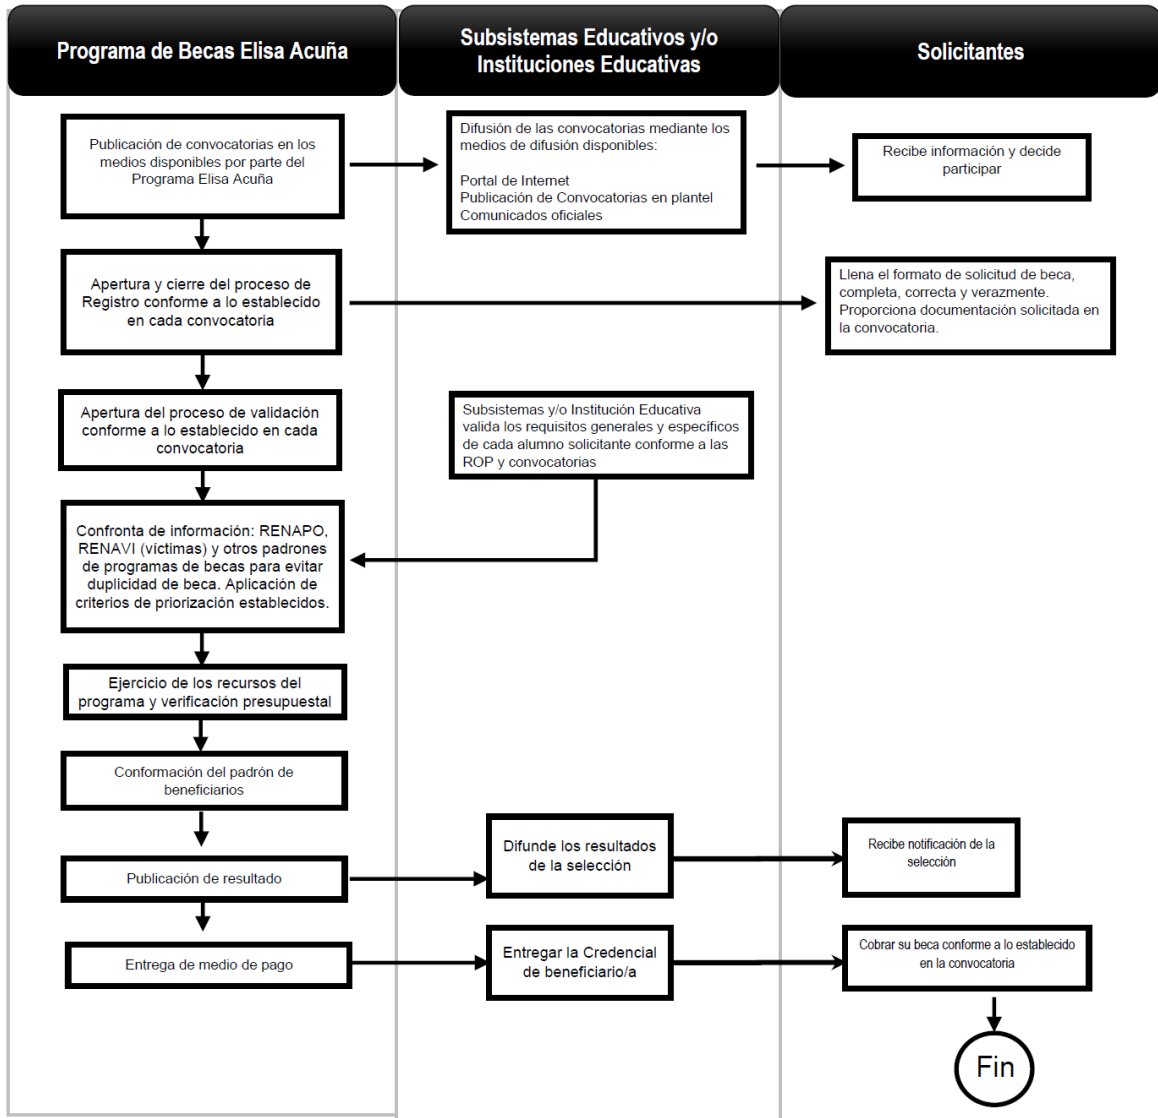 Programa de Becas Elisa Acuña
Subsistemas Educativos y/o
Instituciones Educativas
Solicitantes
Publicación de convocatorias en los
medios disponibles por parte del
Programa Elisa Acuña
Difusión de las convocatorias mediante los
medios de difusión disponibles:
Portal de Internet
Publicación de Convocatorias en plantel
Comunicados oficiales
Recibe información y decide
participar
Apertura y cierre del proceso de
Registro conforme a lo establecido
en cada convocatoria
Llena el formato de solicitud de beca,
completa, correcta y verazmente.
Proporciona documentación solicitada en
la convocatoria.
Apertura del proceso de validación
conforme a lo establecido en cada
convocatoria
Subsistemas y/o Institución Educativa
valida los requisitos generales y específicos
de cada alumno solicitante conforme a las
ROP y convocatorias
Confronta de información: RENAPO,
RENAVI (víctimas) y otros padrones
de programas de becas para evitar
duplicidad de beca. Aplicación de
criterios de priorización establecidos.
Ejercicio de los recursos del
programa y verificación presupuestal
Conformación del padrón de
beneficiarios
Publicación de resultado
Difunde los resultados
de la selección
Recibe notificación de la
selección
Entrega de medio de pago
Entregar la Credencial
de beneficiario/a
Cobrar su beca conforme a lo establecido
en la convocatoria
Fin